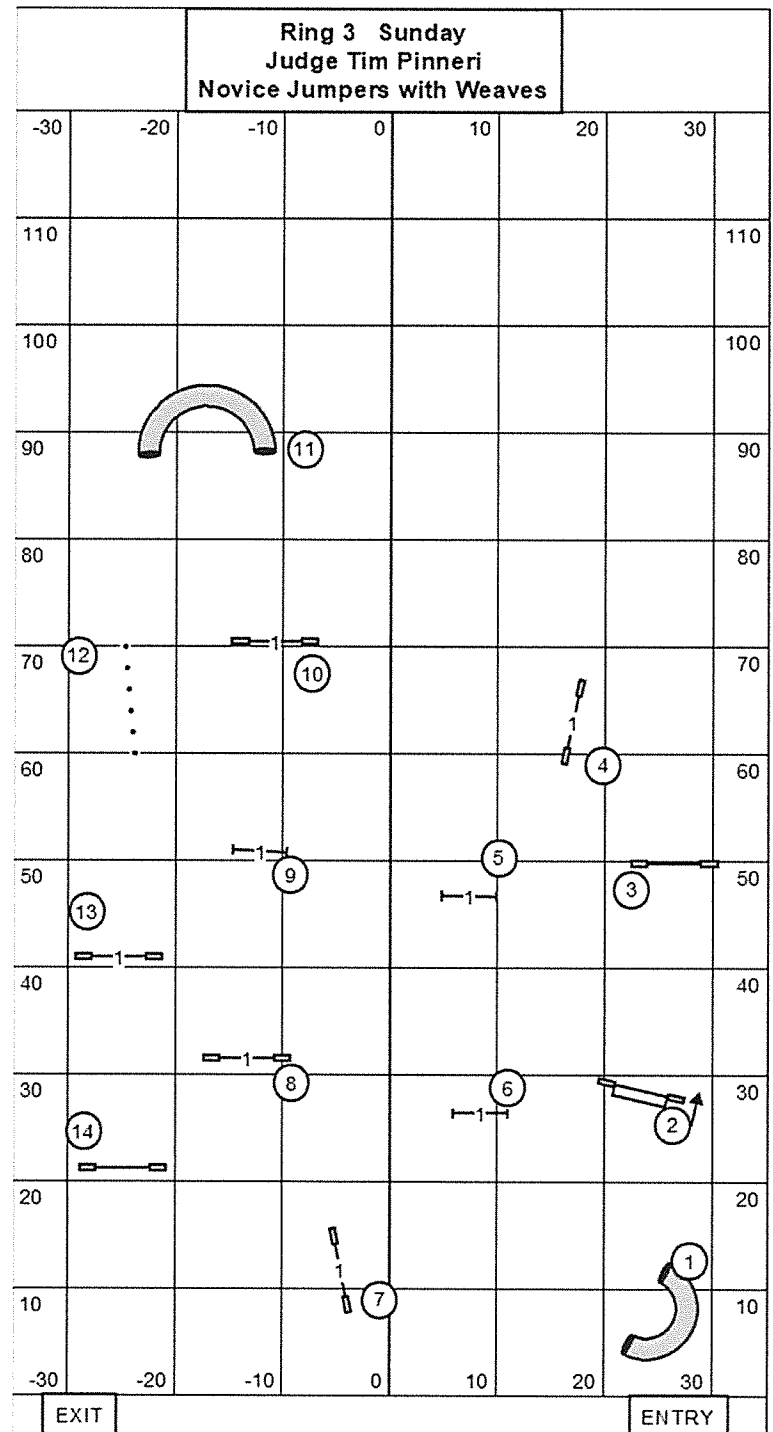 Ring 3 Sunday
Judge Tim Pinneri
Novice Jumpers with Weaves
-30 -20 -10 0 10 20 30
110 110
100 100
90 11 90
80 80
12 70 1 10 70
1
60 4 60
5
1 9 50 3 50
13 1
1
40 40
1 8 30 6 30
1 2
14
20 20
1
1
10 7 10
-30 -20 -10 0 10 20 30
EXIT ENTRY